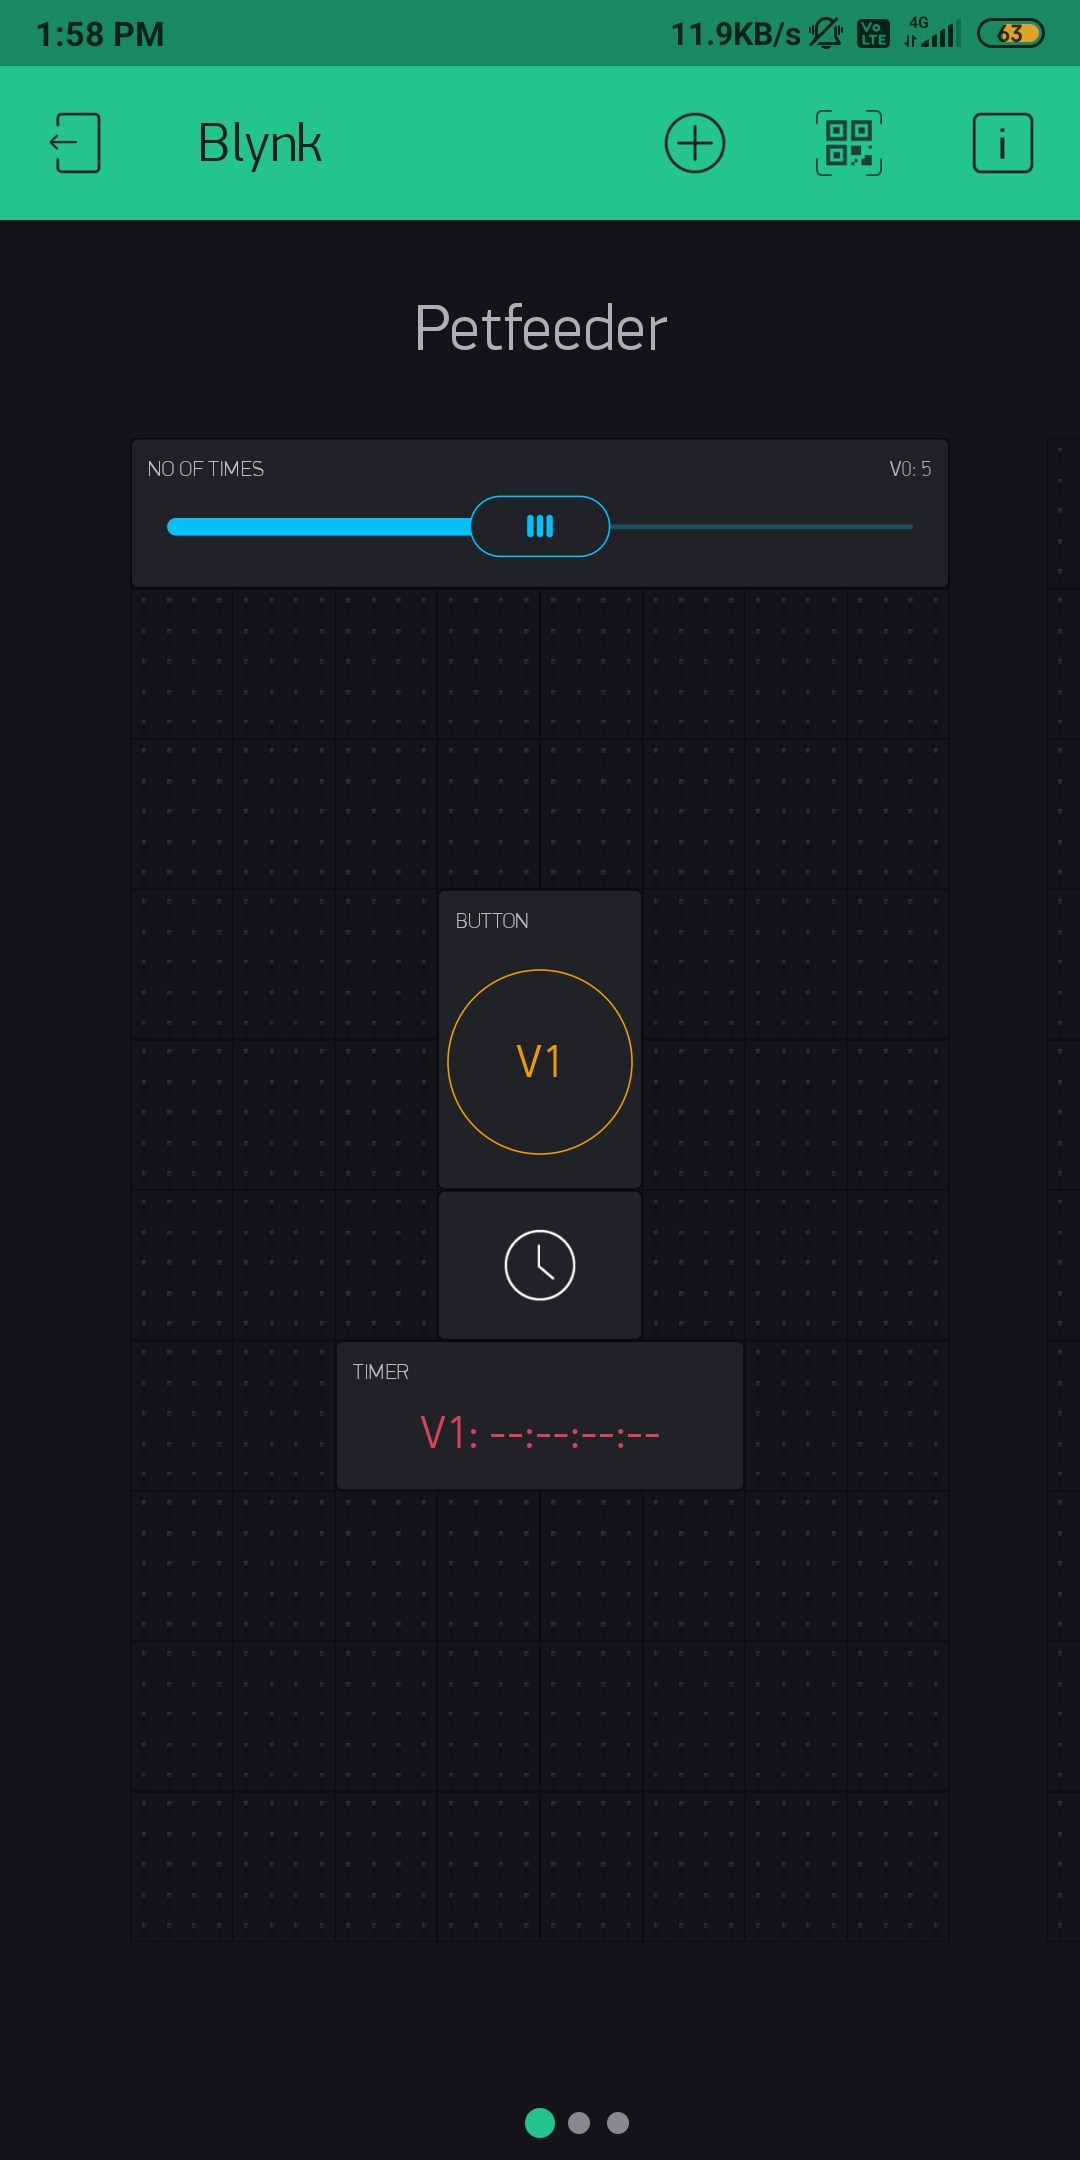 1:58 PM 11.9KB/s Vo LTE 4G 63
Blynk i
Petfeeder
NO OF TIMES V0: 5
BUTTON
V1
TIMER
V1: --:--:--:--